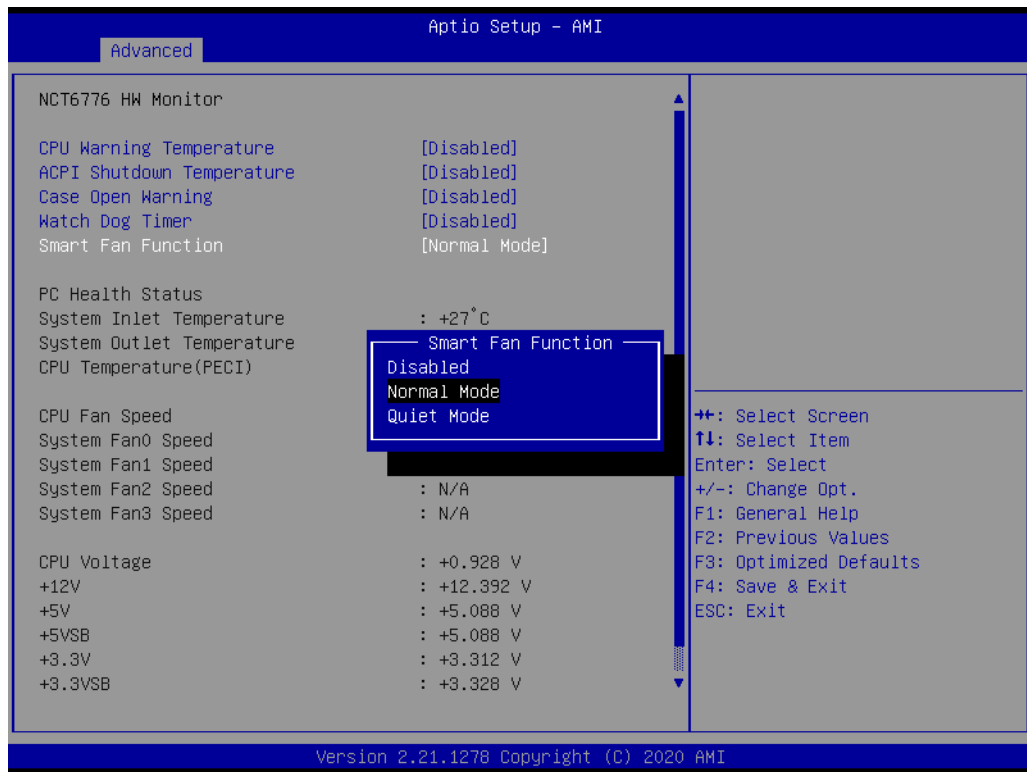 Aptio Setup – AMI
Advanced
NCT6776 HW Monitor
CPU Warning Temperature [Disabled]
ACPI Shutdown Temperature [Disabled]
Case Open Warning [Disabled]
Watch Dog Timer [Disabled]
Smart Fan Function [Normal Mode]
PC Health Status
System Inlet Temperature : +27°C
System Outlet Temperature
CPU Temperature(PECI)
CPU Fan Speed
System Fan0 Speed
System Fan1 Speed
System Fan2 Speed : N/A
System Fan3 Speed : N/A
CPU Voltage : +0.928 V
+12V : +12.392 V
+5V : +5.088 V
+5VSB : +5.088 V
+3.3V : +3.312 V
+3.3VSB : +3.328 V
Smart Fan Function
Disabled
Normal Mode
Quiet Mode
→←: Select Screen
↑↓: Select Item
Enter: Select
+/-: Change Opt.
F1: General Help
F2: Previous Values
F3: Optimized Defaults
F4: Save & Exit
ESC: Exit
Version 2.21.1278 Copyright (C) 2020 AMI